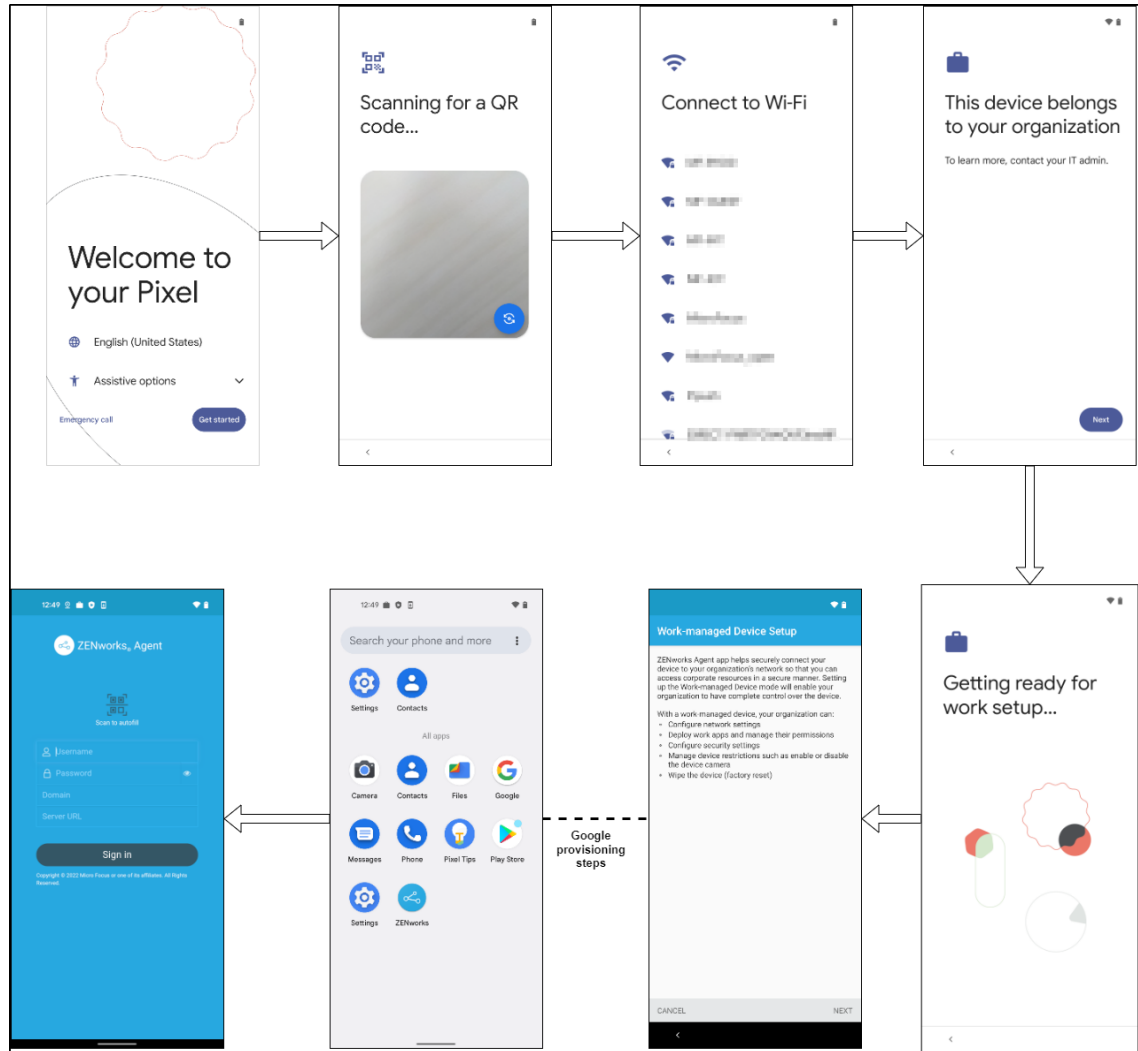 Welcome to
your Pixel
English (United States)
Assistive options
Emergency call
Get started
Scanning for a QR
code...
Connect to Wi-Fi
This device belongs
to your organization
To learn more, contact your IT admin.
Next
Getting ready for
work setup...
Work-managed Device Setup
ZENworks Agent app helps securely connect your
device to your organization's network so that you can
access corporate resources in a secure manner. Setting
up the Work-managed Device mode will enable your
organization to have complete control over the device.
With a work-managed device, your organization can:
• Configure network settings
• Deploy work apps and manage their permissions
• Configure security settings
• Manage device restrictions such as enable or disable
the device camera
• Wipe the device (factory reset)
CANCEL
NEXT
Google
provisioning
steps
12:49
Search your phone and more
Settings
Contacts
All apps
Camera
Contacts
Files
Google
Messages
Phone
Pixel Tips
Play Store
Settings
ZENworks
12:49
ZENworks® Agent
Scan to autofill
Username
Password
Domain
Server URL
Sign in
Copyright © 2022 Micro Focus or one of its affiliates. All Rights
Reserved.